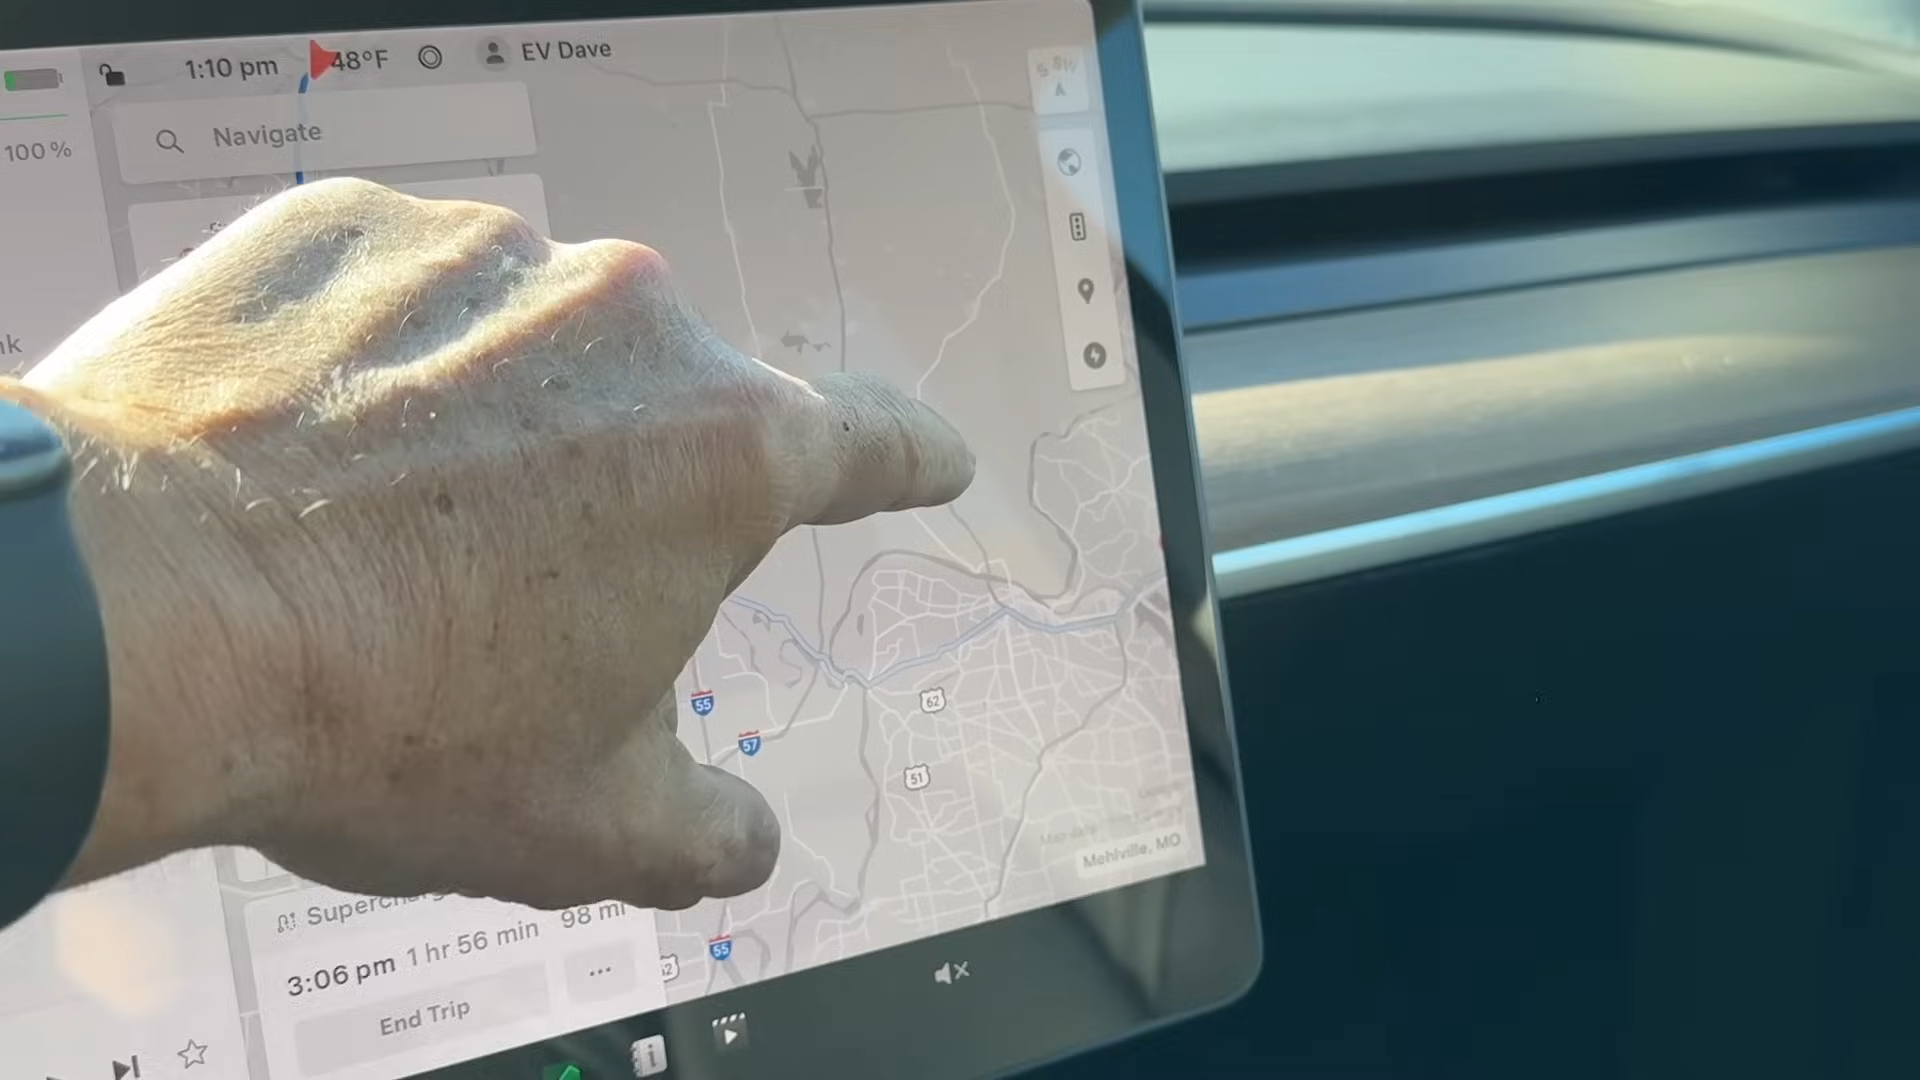 1:10 pm 48°F EV Dave
100 %
Navigate
55
57
62
51
Mehlville, MO
98 mi
3:06 pm 1 hr 56 min
55
End Trip
...
i